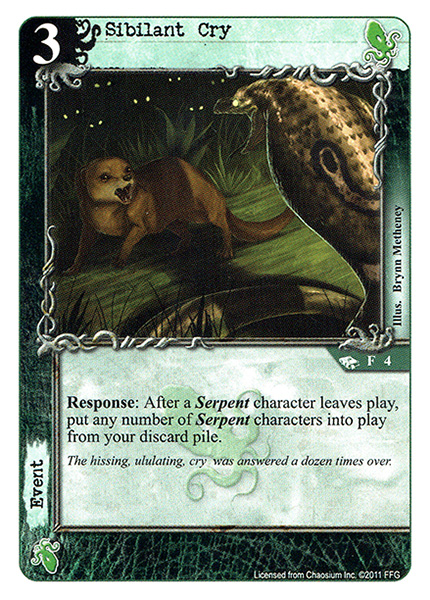 3
Sibilant Cry
Illus. Brynn Metheney
F 4
Response: After a Serpent character leaves play,
put any number of Serpent characters into play
from your discard pile.
The hissing, ululating, cry was answered a dozen times over.
Event
Licensed from Chaosium Inc. ©2011 FFG